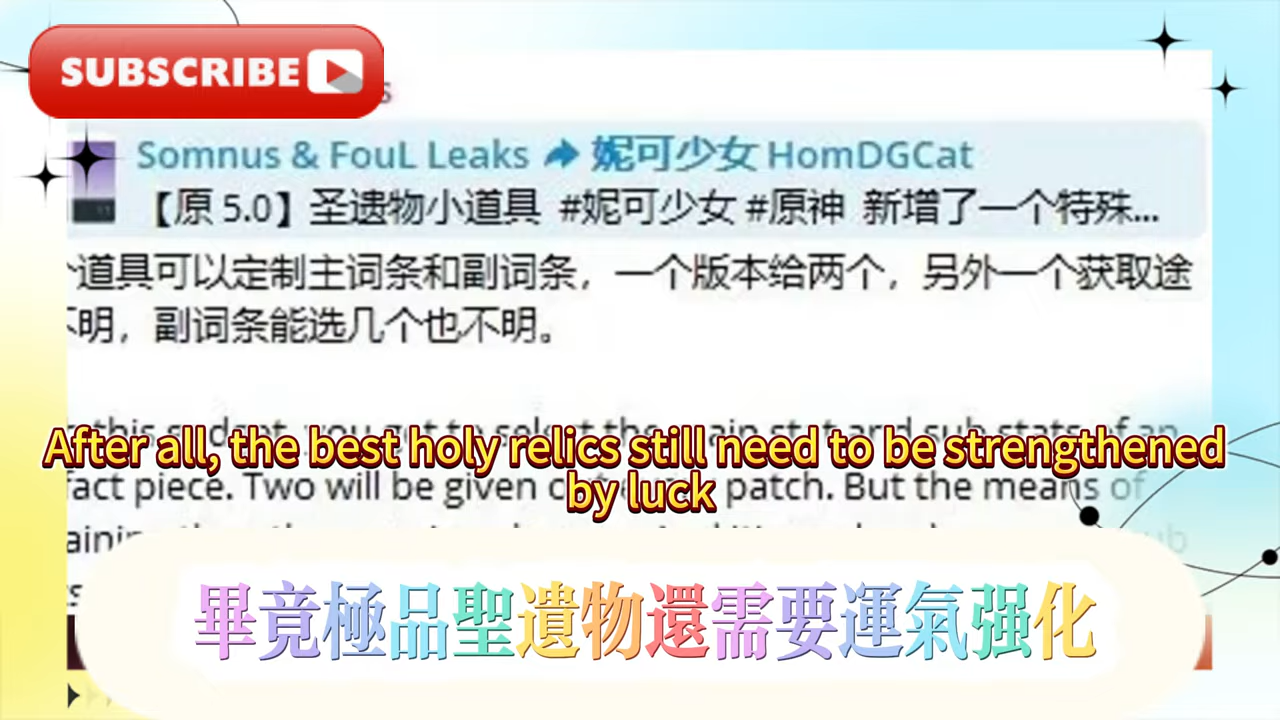 SUBSCRIBE
Somnus & FouL Leaks 妮可少女 HomDGCat
【原 5.0】圣遗物小道具 #妮可少女 #原神 新增了一个特殊...
道具可以定制主词条和副词条，一个版本给两个，另外一个获取途
明，副词条能选几个也不明。
After all, the best holy relics still need to be strengthened
by luck
fact piece. Two will be given patch. But the means of
畢竟極品聖遺物還需要運氣强化